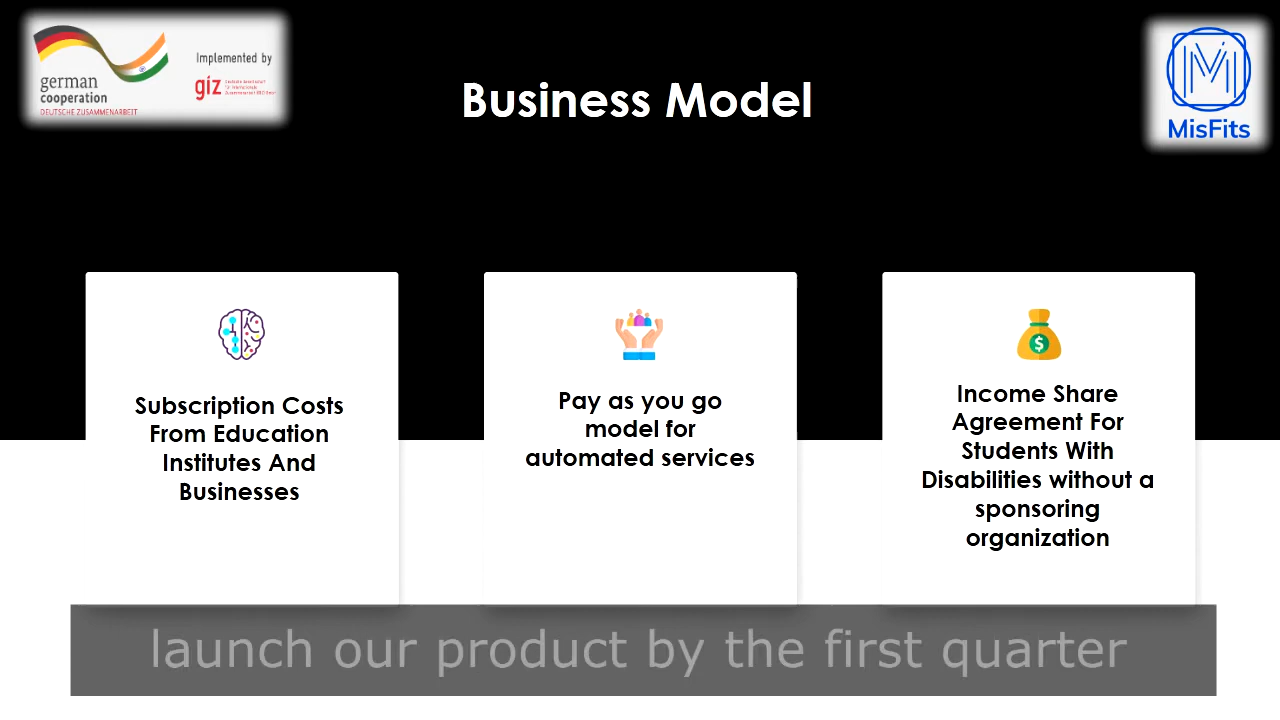 german
cooperation
DEUTSCHE ZUSAMMENARBEIT
Implemented by
giz
Business Model
MisFits
Subscription Costs
From Education
Institutes And
Businesses
Pay as you go
model for
automated services
Income Share
Agreement For
Students With
Disabilities without a
sponsoring
organization
launch our product by the first quarter